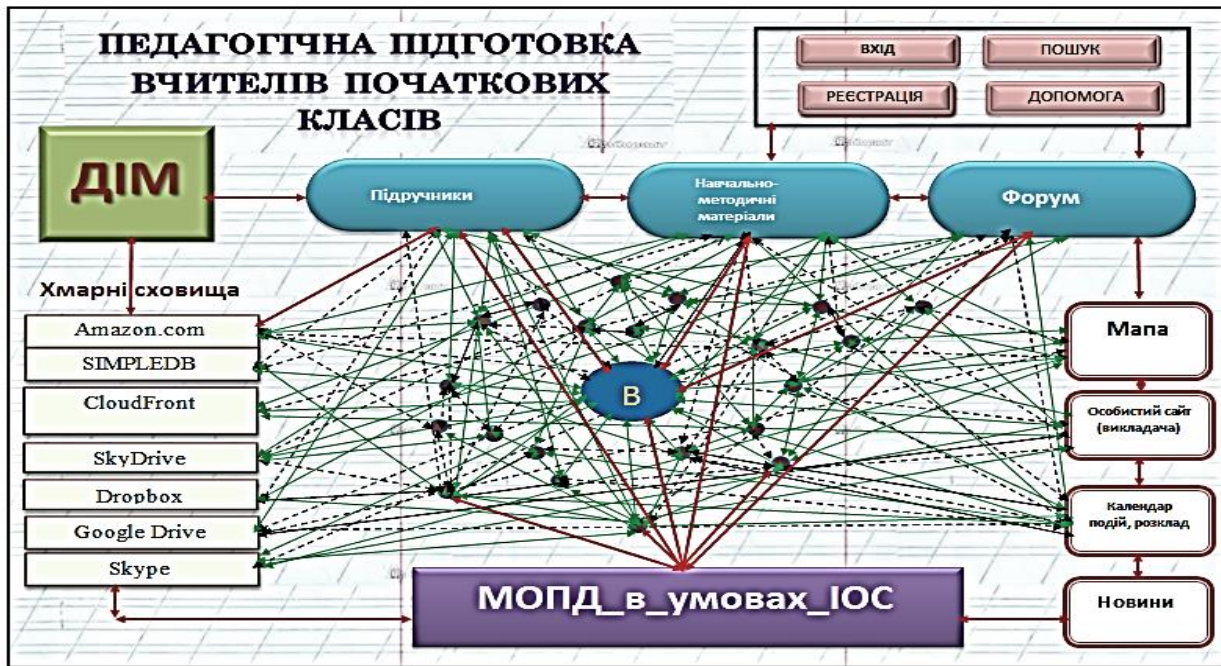 ПЕДАГОГІЧНА ПІДГОТОВКА
ВЧИТЕЛІВ ПОЧАТКОВИХ
КЛАСІВ
ВХІД
ПОШУК
РЕЄСТРАЦІЯ
ДОПОМОГА
ДІМ
Підручники
Навчально-
методичні
матеріали
Форум
Хмарні сховища
Amazon.com
SIMPLEDB
CloudFront
SkyDrive
Dropbox
Google Drive
Skype
В
Мапа
Особистий сайт
(викладача)
Календар
подій, розклад
Новини
МОПД_в_умовах_ІОС